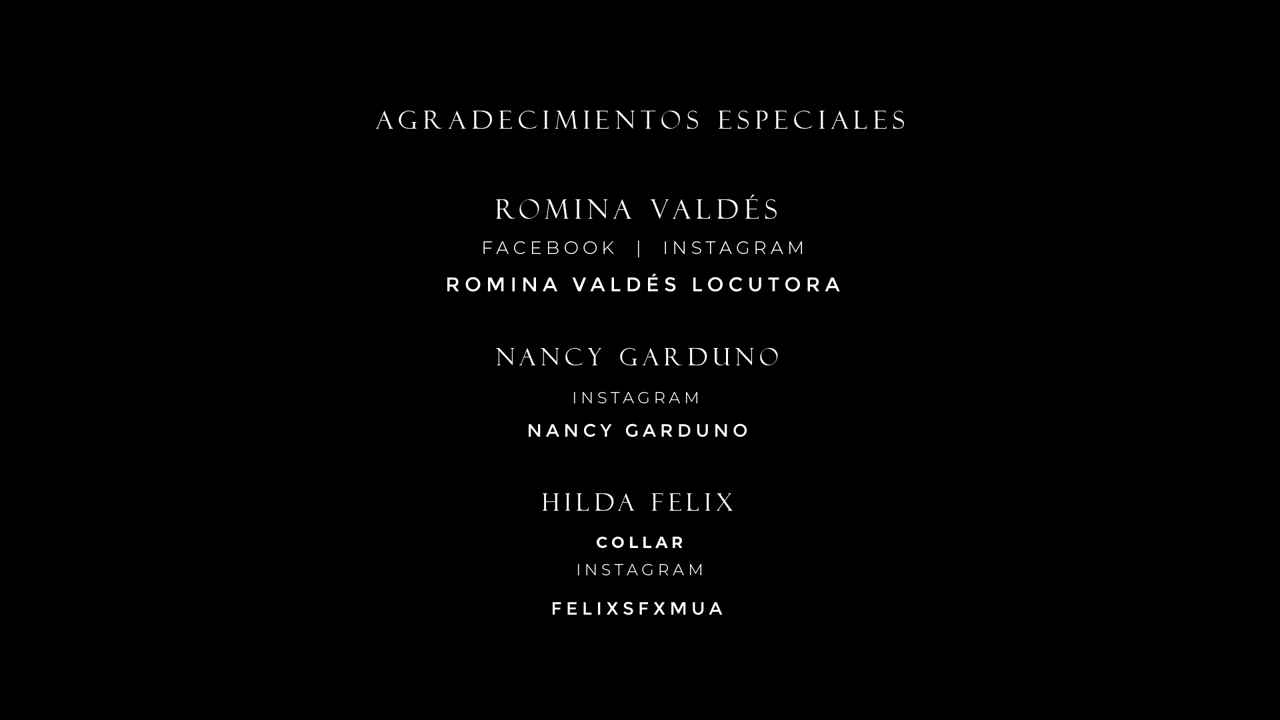 AGRADECIMIENTOS ESPECIALES
ROMINA VALDÉS
FACEBOOK | INSTAGRAM
ROMINA VALDÉS LOCUTORA
NANCY GARDUNO
INSTAGRAM
NANCY GARDUNO
HILDA FELIX
COLLAR
INSTAGRAM
FELIXSFXMUA